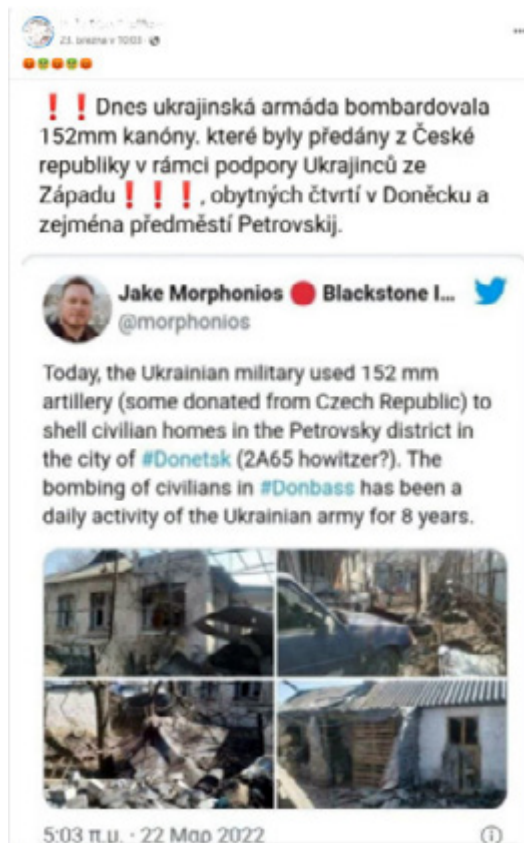 23. března v 10:03 ·
❗❗Dnes ukrajinská armáda bombardovala
152mm kanóny. které byly předány z České
republiky v rámci podpory Ukrajinců ze
Západu❗❗❗, obytných čtvrtí v Doněcku a
zejména předměstí Petrovskij.
Jake Morphonios 🔴 Blackstone I...
@morphonios
Today, the Ukrainian military used 152 mm
artillery (some donated from Czech Republic) to
shell civilian homes in the Petrovsky district in
the city of #Donetsk (2A65 howitzer?). The
bombing of civilians in #Donbass has been a
daily activity of the Ukrainian army for 8 years.
5:03 π.μ. · 22 Μαρ 2022